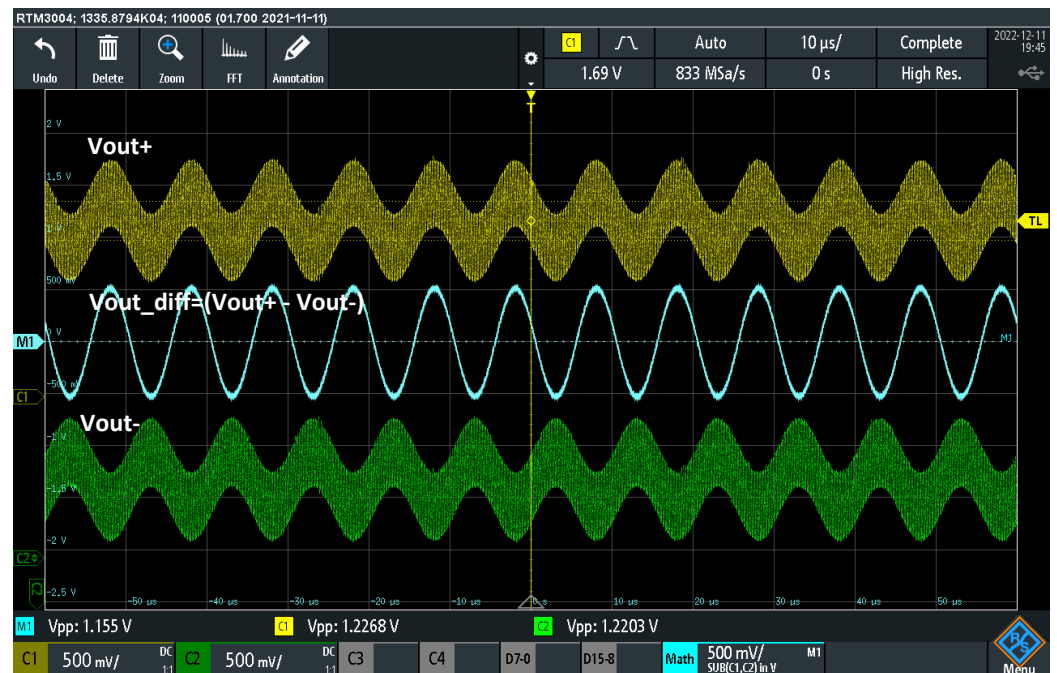 RTM3004; 1335.8794K04; 110005 (01.700 2021-11-11)
Undo Delete Zoom FFT Annotation
C1 Auto 10 µs/ Complete
1.69 V 833 MSa/s 0 s High Res.
2022-12-11
19:45
T
2 V
Vout+
1.5 V
1 V
TL
500 mV
Vout_diff=(Vout+ - Vout-)
0 V
M1 M1
-500 mV
C1
Vout-
-1 V
-1.5 V
-2 V
C2
-2.5 V
C2
-50 µs -40 µs -30 µs -20 µs -10 µs 0 s 10 µs 20 µs 30 µs 40 µs 50 µs
M1 Vpp: 1.155 V C1 Vpp: 1.2268 V C2 Vpp: 1.2203 V
C1 500 mV/ DC 1:1 C2 500 mV/ DC 1:1 C3 C4 D7-0 D15-8 Math 500 mV/ M1
SUB(C1,C2) in V
R&S
Menu